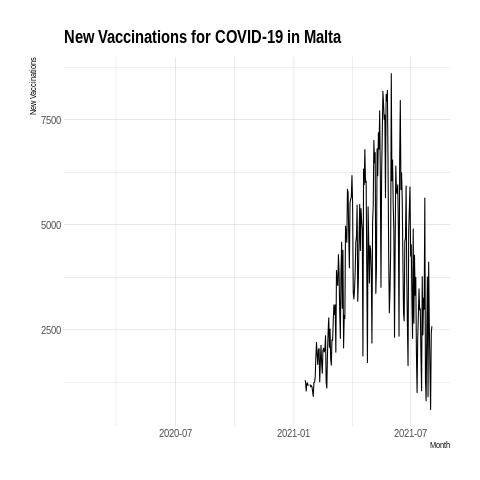 New Vaccinations for COVID-19 in Malta
New Vaccinations
7500
5000
2500
2020-07
2021-01
2021-07
Month